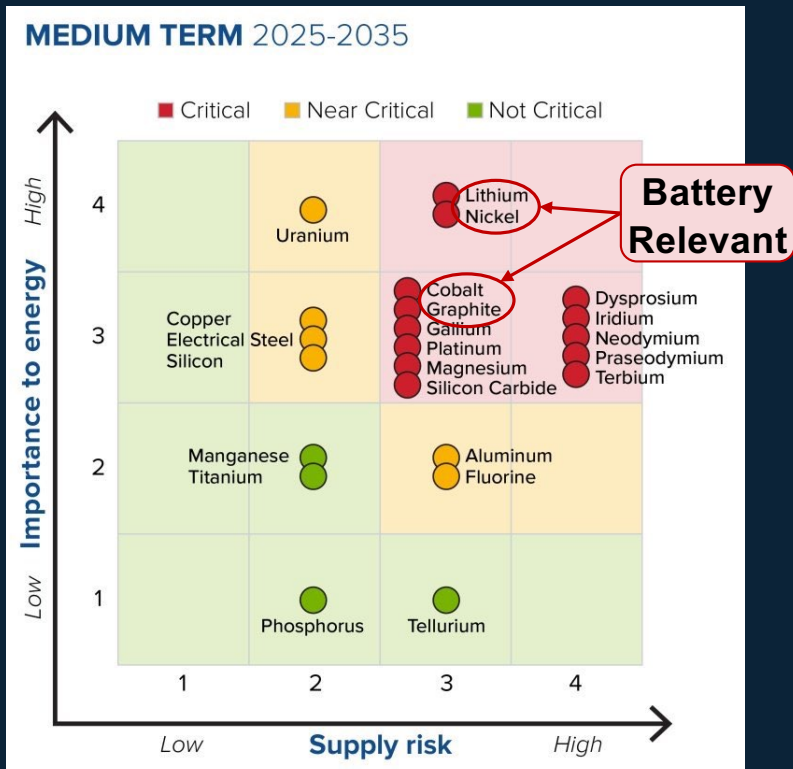 MEDIUM TERM 2025-2035
Critical
Near Critical
Not Critical
High
Importance to energy
Low
4
Uranium
Lithium
Nickel
Battery
Relevant
3
Copper
Electrical Steel
Silicon
Cobalt
Graphite
Gallium
Platinum
Magnesium
Silicon Carbide
Dysprosium
Iridium
Neodymium
Praseodymium
Terbium
2
Manganese
Titanium
Aluminum
Fluorine
1
Phosphorus
Tellurium
1 2 3 4
Low Supply risk High